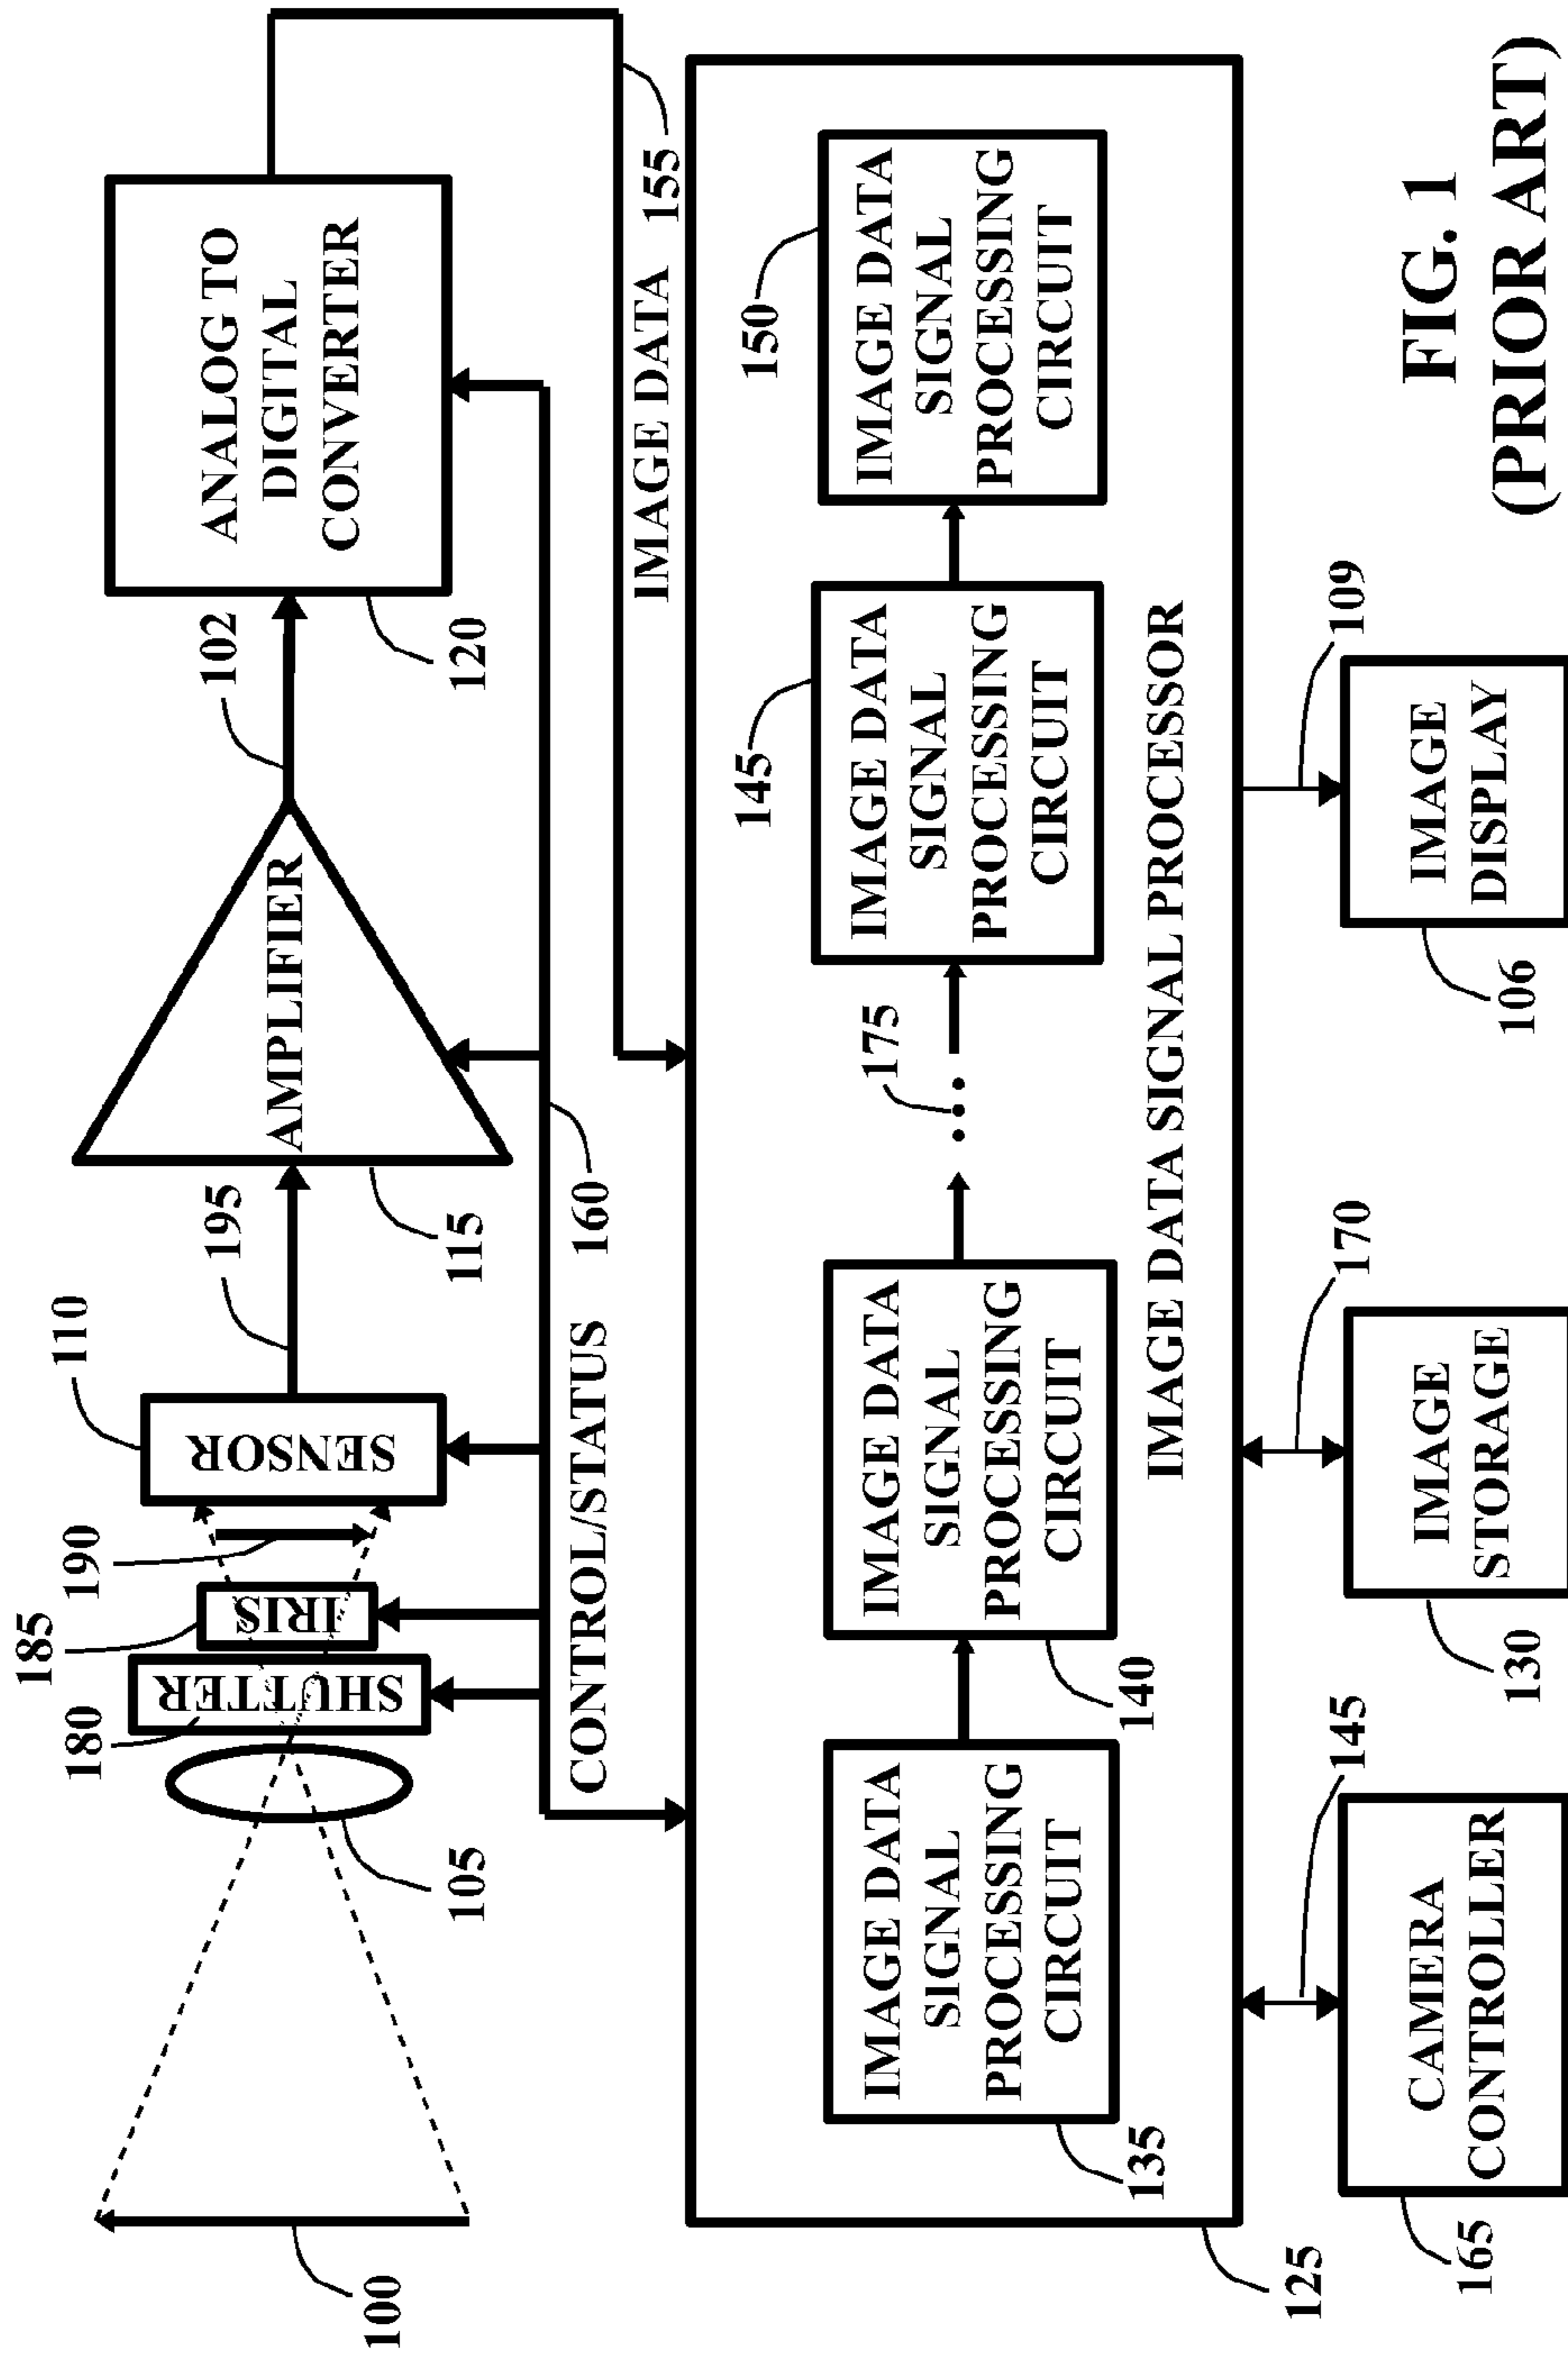 110
195
102
185
190
180
SHUTTER
IRIS
SENSOR
AMPLIFIER
ANALOG TO
DIGITAL
CONVERTER
100
105
115
120
CONTROL/STATUS 160
IMAGE DATA 155
145
150
175
IMAGE DATA
SIGNAL
PROCESSING
CIRCUIT
IMAGE DATA
SIGNAL
PROCESSING
CIRCUIT
IMAGE DATA
SIGNAL
PROCESSING
CIRCUIT
IMAGE DATA
SIGNAL
PROCESSING
CIRCUIT
135
140
IMAGE DATA SIGNAL PROCESSOR
125
145
170
109
CAMERA
CONTROLLER
IMAGE
STORAGE
IMAGE
DISPLAY
165
130
106
FIG. 1
(PRIOR ART)